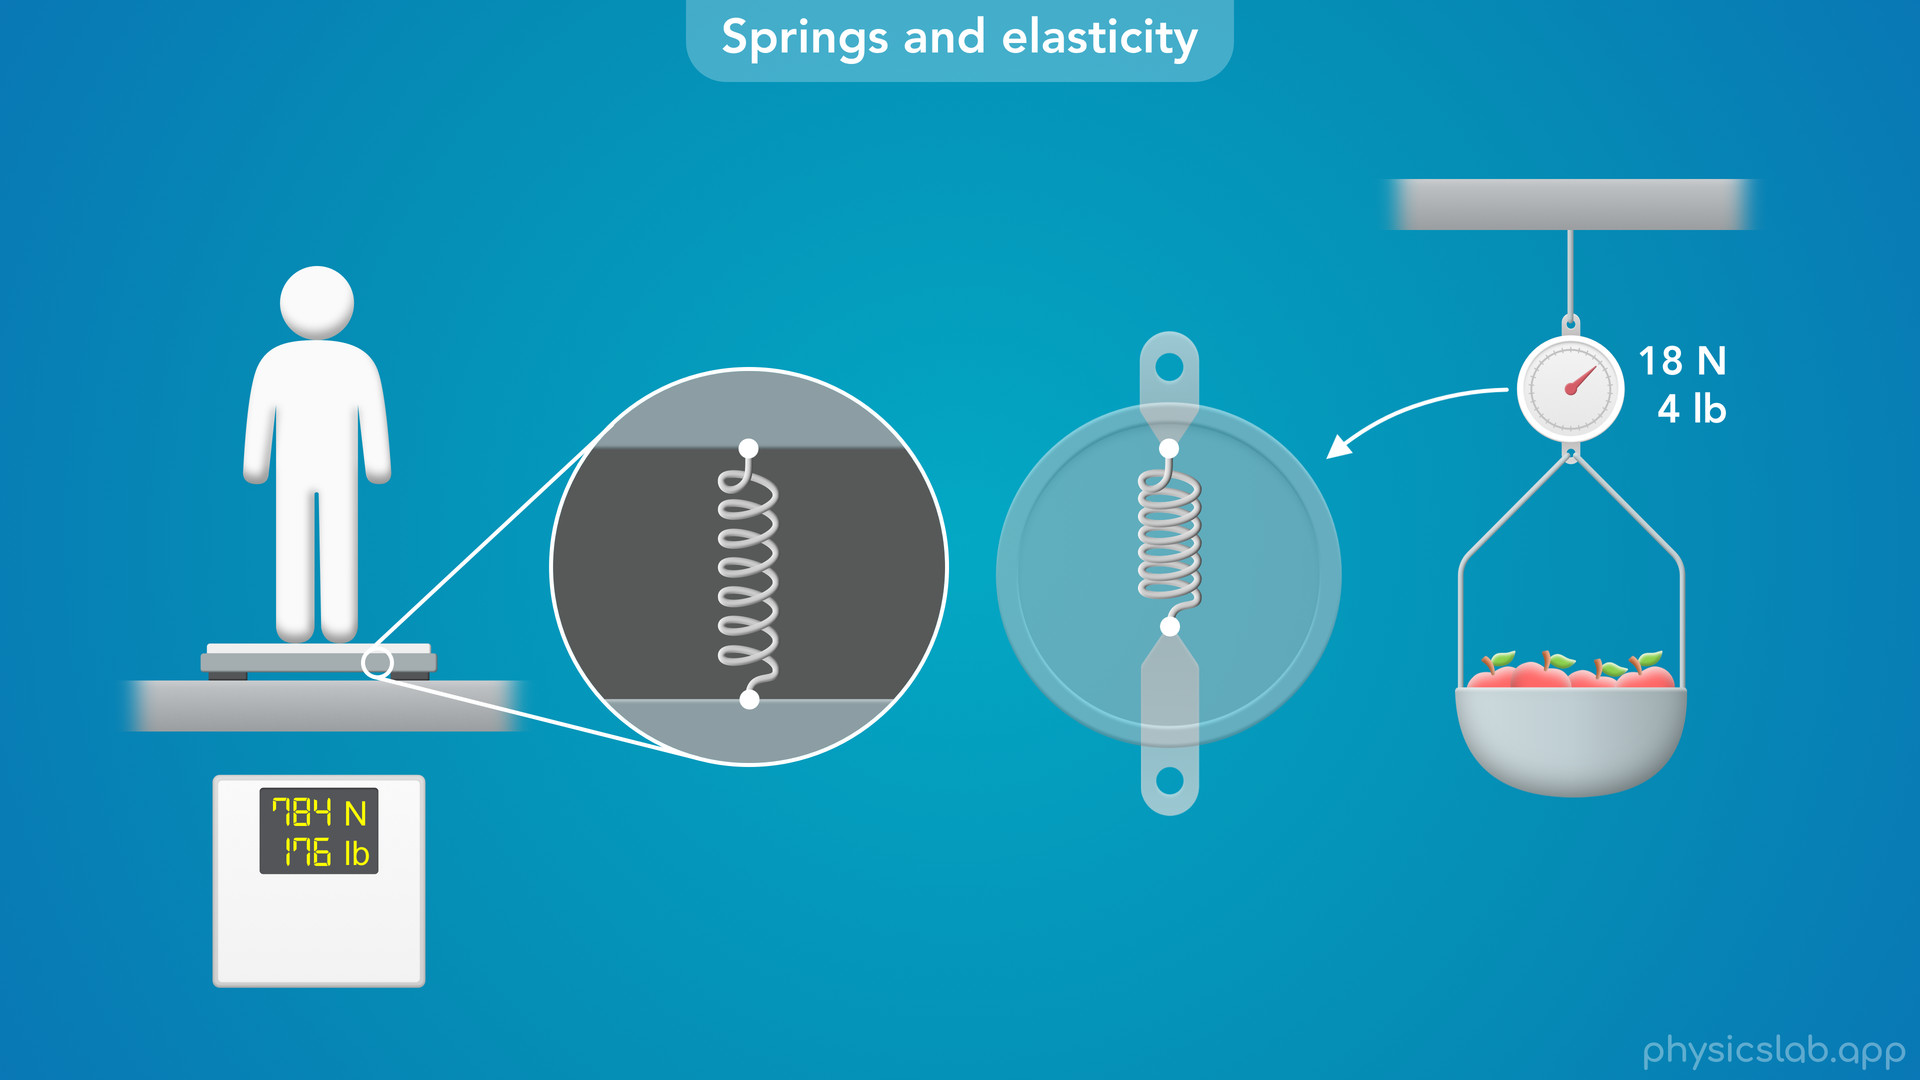 Springs and elasticity
18 N
4 lb
784 N
176 lb
physicslab.app